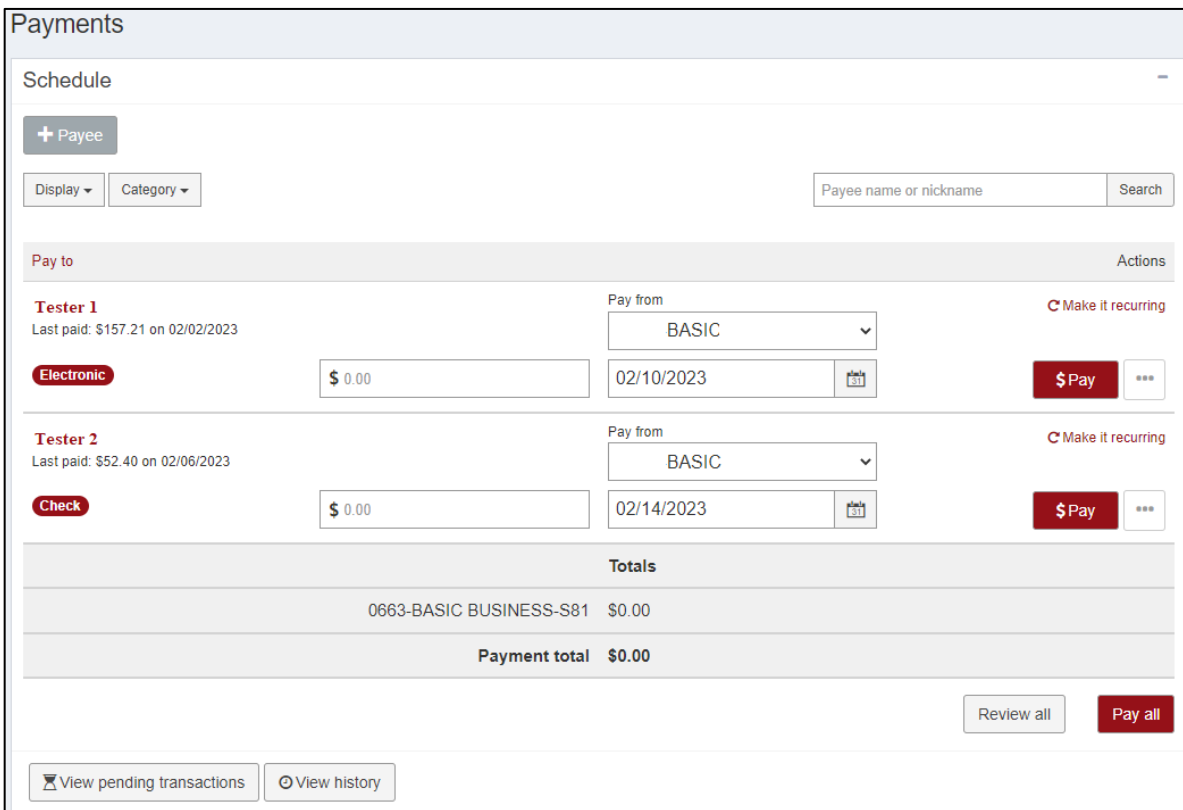 Payments
Schedule
+ Payee
Display Category Payee name or nickname Search
Pay to Actions
Tester 1 Pay from Make it recurring
Last paid: $157.21 on 02/02/2023 BASIC
Electronic $ 0.00 02/10/2023 31 $ Pay ...
Tester 2 Pay from Make it recurring
Last paid: $52.40 on 02/06/2023 BASIC
Check $ 0.00 02/14/2023 31 $ Pay ...
Totals
0663-BASIC BUSINESS-S81 $0.00
Payment total $0.00
Review all Pay all
View pending transactions View history